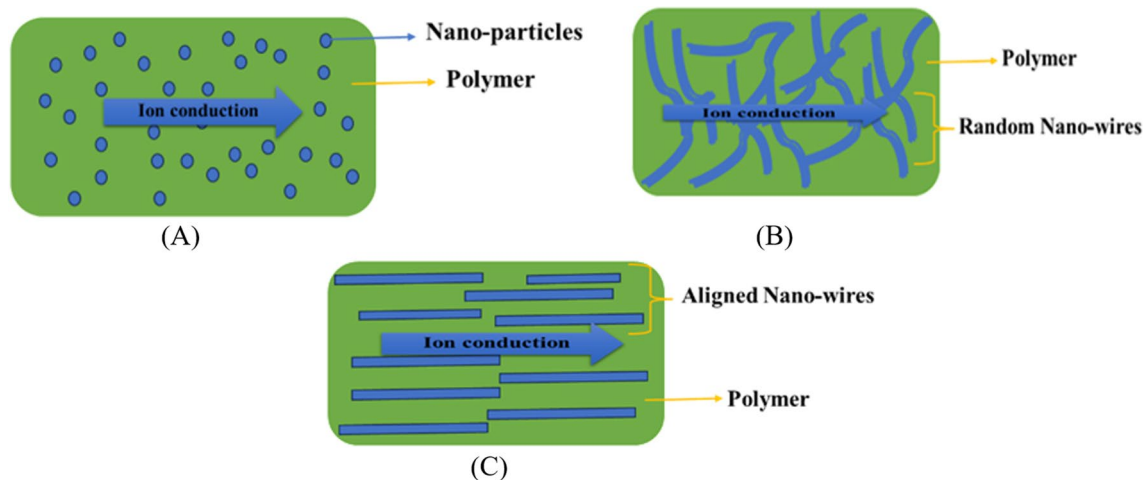 Nano-particles
Polymer
Ion conduction
(A)
Polymer
Ion conduction
Random Nano-wires
(B)
Aligned Nano-wires
Ion conduction
Polymer
(C)